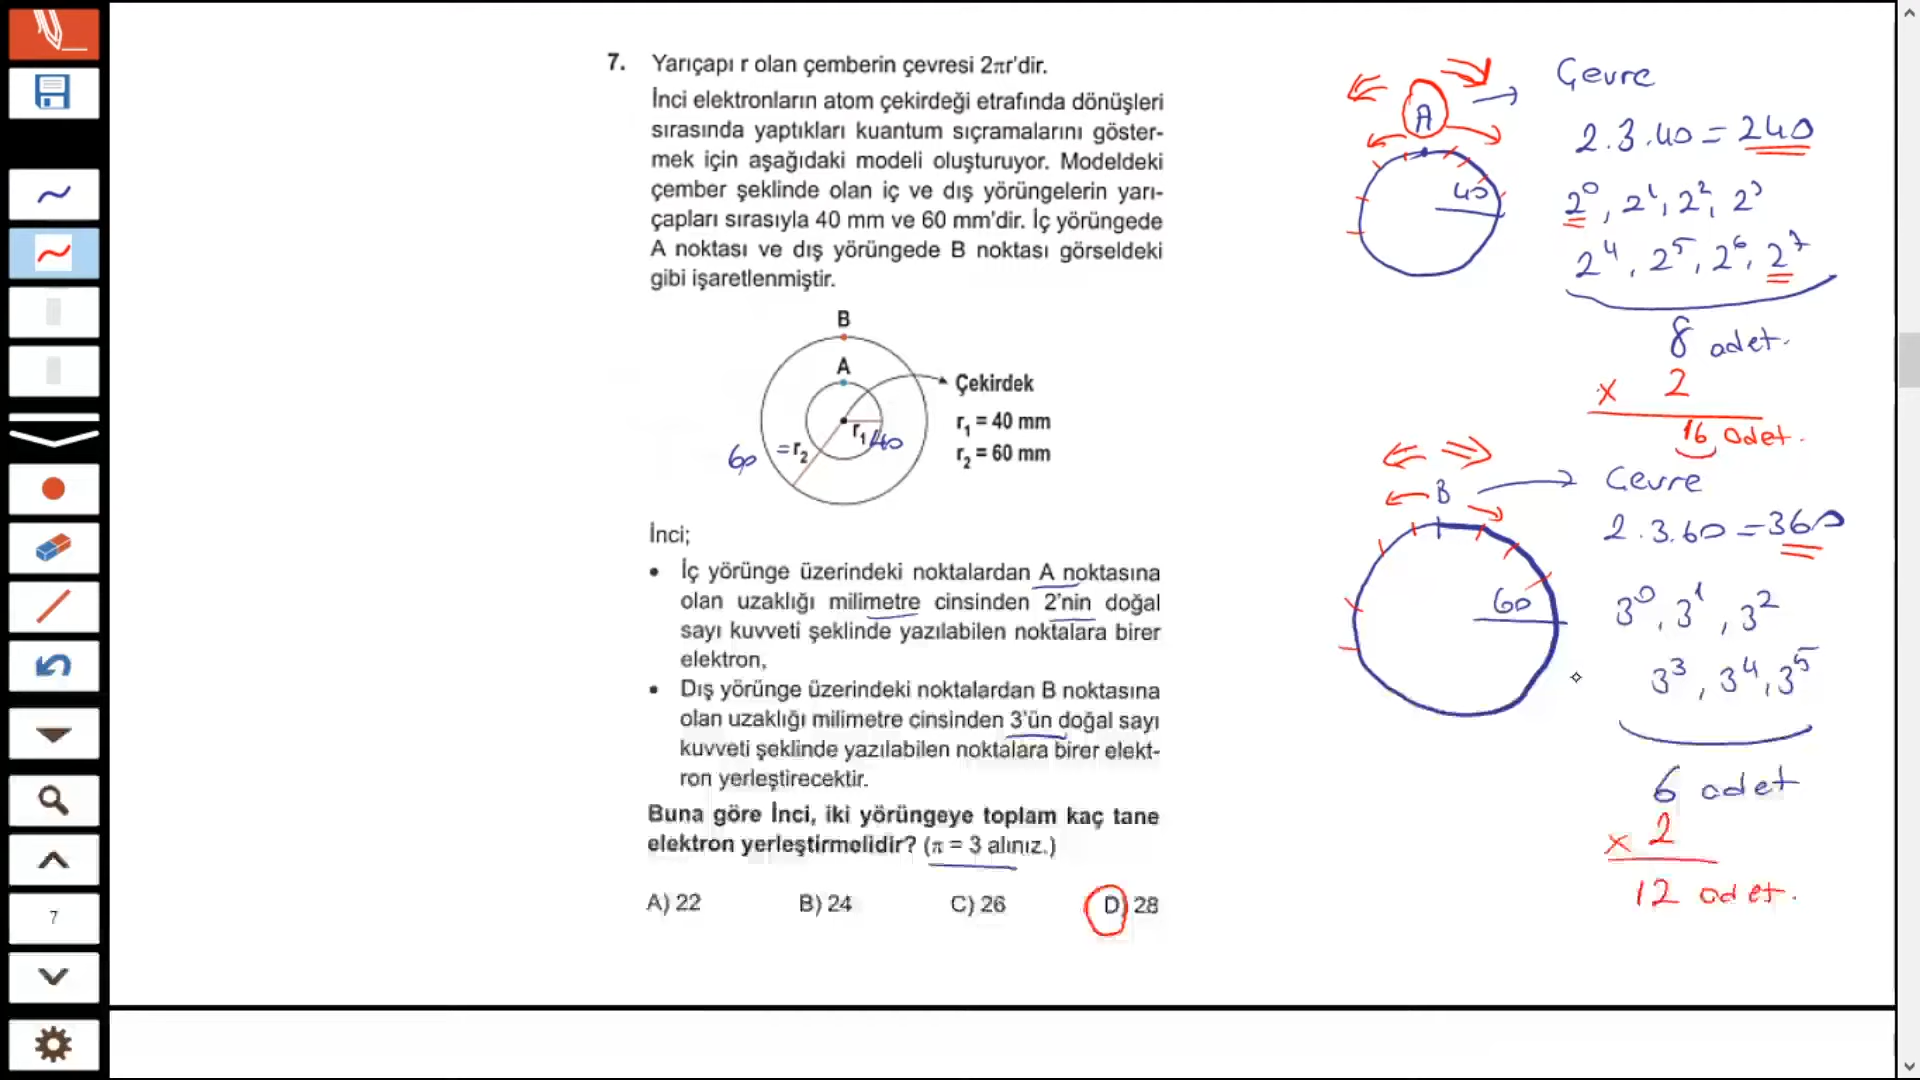 7. Yarıçapı r olan çemberin çevresi 2πr'dir.
İnci elektronların atom çekirdeği etrafında dönüşleri
sırasında yaptıkları kuantum sıçramalarını göster-
mek için aşağıdaki modeli oluşturuyor. Modeldeki
çember şeklinde olan iç ve dış yörüngelerin yarı-
çapları sırasıyla 40 mm ve 60 mm'dir. İç yörüngede
A noktası ve dış yörüngede B noktası görseldeki
gibi işaretlenmiştir.
B
A
Çekirdek
r₁ 40
r₁ = 40 mm
60 = r₂
r₂ = 60 mm
İnci;
• İç yörünge üzerindeki noktalardan A noktasına
olan uzaklığı milimetre cinsinden 2'nin doğal
sayı kuvveti şeklinde yazılabilen noktalara birer
elektron,
• Dış yörünge üzerindeki noktalardan B noktasına
olan uzaklığı milimetre cinsinden 3'ün doğal sayı
kuvveti şeklinde yazılabilen noktalara birer elekt-
ron yerleştirecektir.
Buna göre İnci, iki yörüngeye toplam kaç tane
elektron yerleştirmelidir? (π = 3 alınız.)
A) 22 B) 24 C) 26 D) 28
A
40
Çevre
2.3.40 = 240
2⁰, 2¹, 2², 2³
2⁴, 2⁵, 2⁶, 2⁷
8 adet.
x 2
16 adet.
B
60
Çevre
2.3.60 = 360
3⁰, 3¹, 3²
3³, 3⁴, 3⁵
6 adet
x 2
12 adet.
7